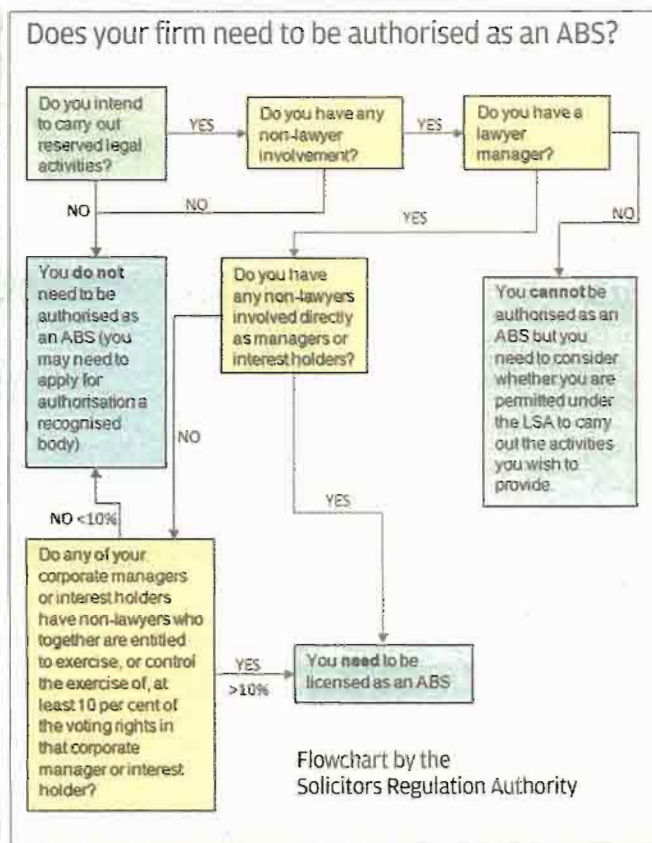 Does your firm need to be authorised as an ABS?
Do you intend
to carry out
reserved legal
activities?
YES
Do you have any
non-lawyer
involvement?
YES
Do you have a
lawyer
manager?
NO
NO
YES
NO
You do not
need to be
authorised as
an ABS (you
may need to
apply for
authorisation a
recognised
body)
Do you have
any non-lawyers
involved directly
as managers or
interest holders?
You cannot be
authorised as an
ABS but you
need to consider
whether you are
permitted under
the LSA to carry
out the activities
you wish to
provide.
NO
YES
NO <10%
Do any of your
corporate managers
or interest holders
have non-lawyers who
together are entitled
to exercise, or control
the exercise of, at
least 10 per cent of
the voting rights in
that corporate
manager or interest
holder?
YES
>10%
You need to be
licensed as an ABS
Flowchart by the
Solicitors Regulation Authority